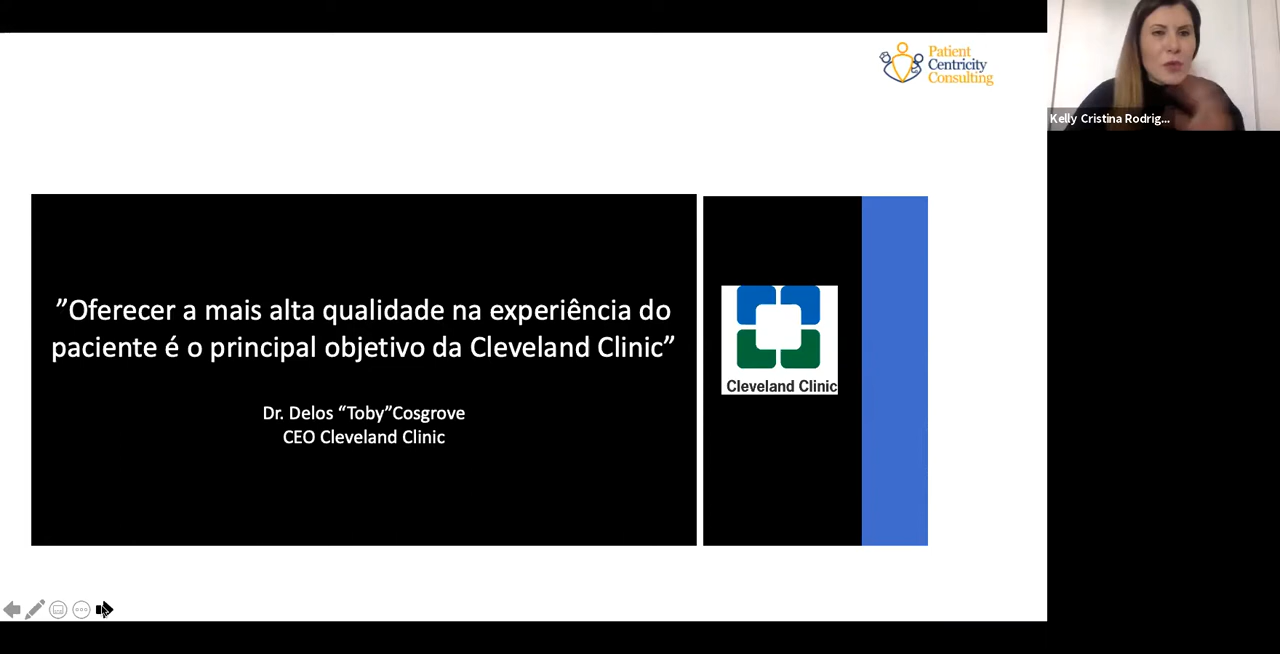 Patient
Centricity
Consulting
Kelly Cristina Rodrig...
”Oferecer a mais alta qualidade na experiência do
paciente é o principal objetivo da Cleveland Clinic”
Dr. Delos “Toby”Cosgrove
CEO Cleveland Clinic
Cleveland Clinic